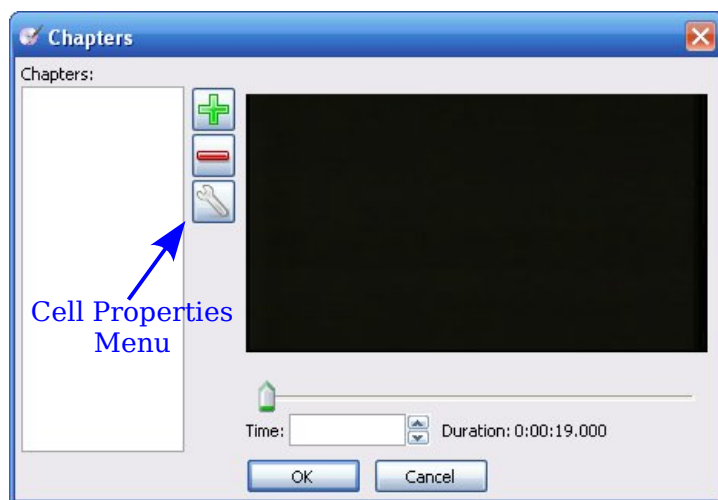 Chapters
Chapters:
Cell Properties
Menu
Time:
Duration: 0:00:19.000
OK
Cancel